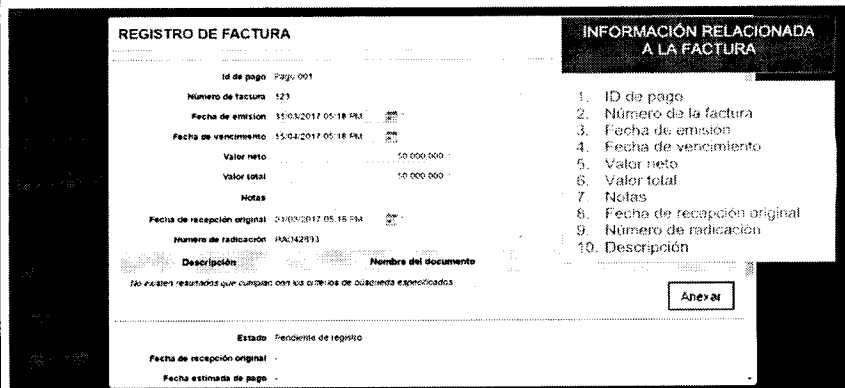 REGISTRO DE FACTURA
Id de pago Pago 001
Número de factura 123
Fecha de emisión 15/03/2017 05:18 PM
Fecha de vencimiento 15/04/2017 05:18 PM
Valor neto 50.000.000
Valor total 50.000.000
Notas
Fecha de recepción original 21/03/2017 05:15 PM
Número de radicación
Descripción Nombre del documento
No existen resultados que cumplan con los criterios de búsqueda especificados
Anexar
Estado Pendiente de registro
Fecha de recepción original -
Fecha estimada de pago -
INFORMACIÓN RELACIONADA
A LA FACTURA
1. ID de pago
2. Número de la factura
3. Fecha de emisión
4. Fecha de vencimiento
5. Valor neto
6. Valor total
7. Notas
8. Fecha de recepción original
9. Número de radicación
10. Descripción